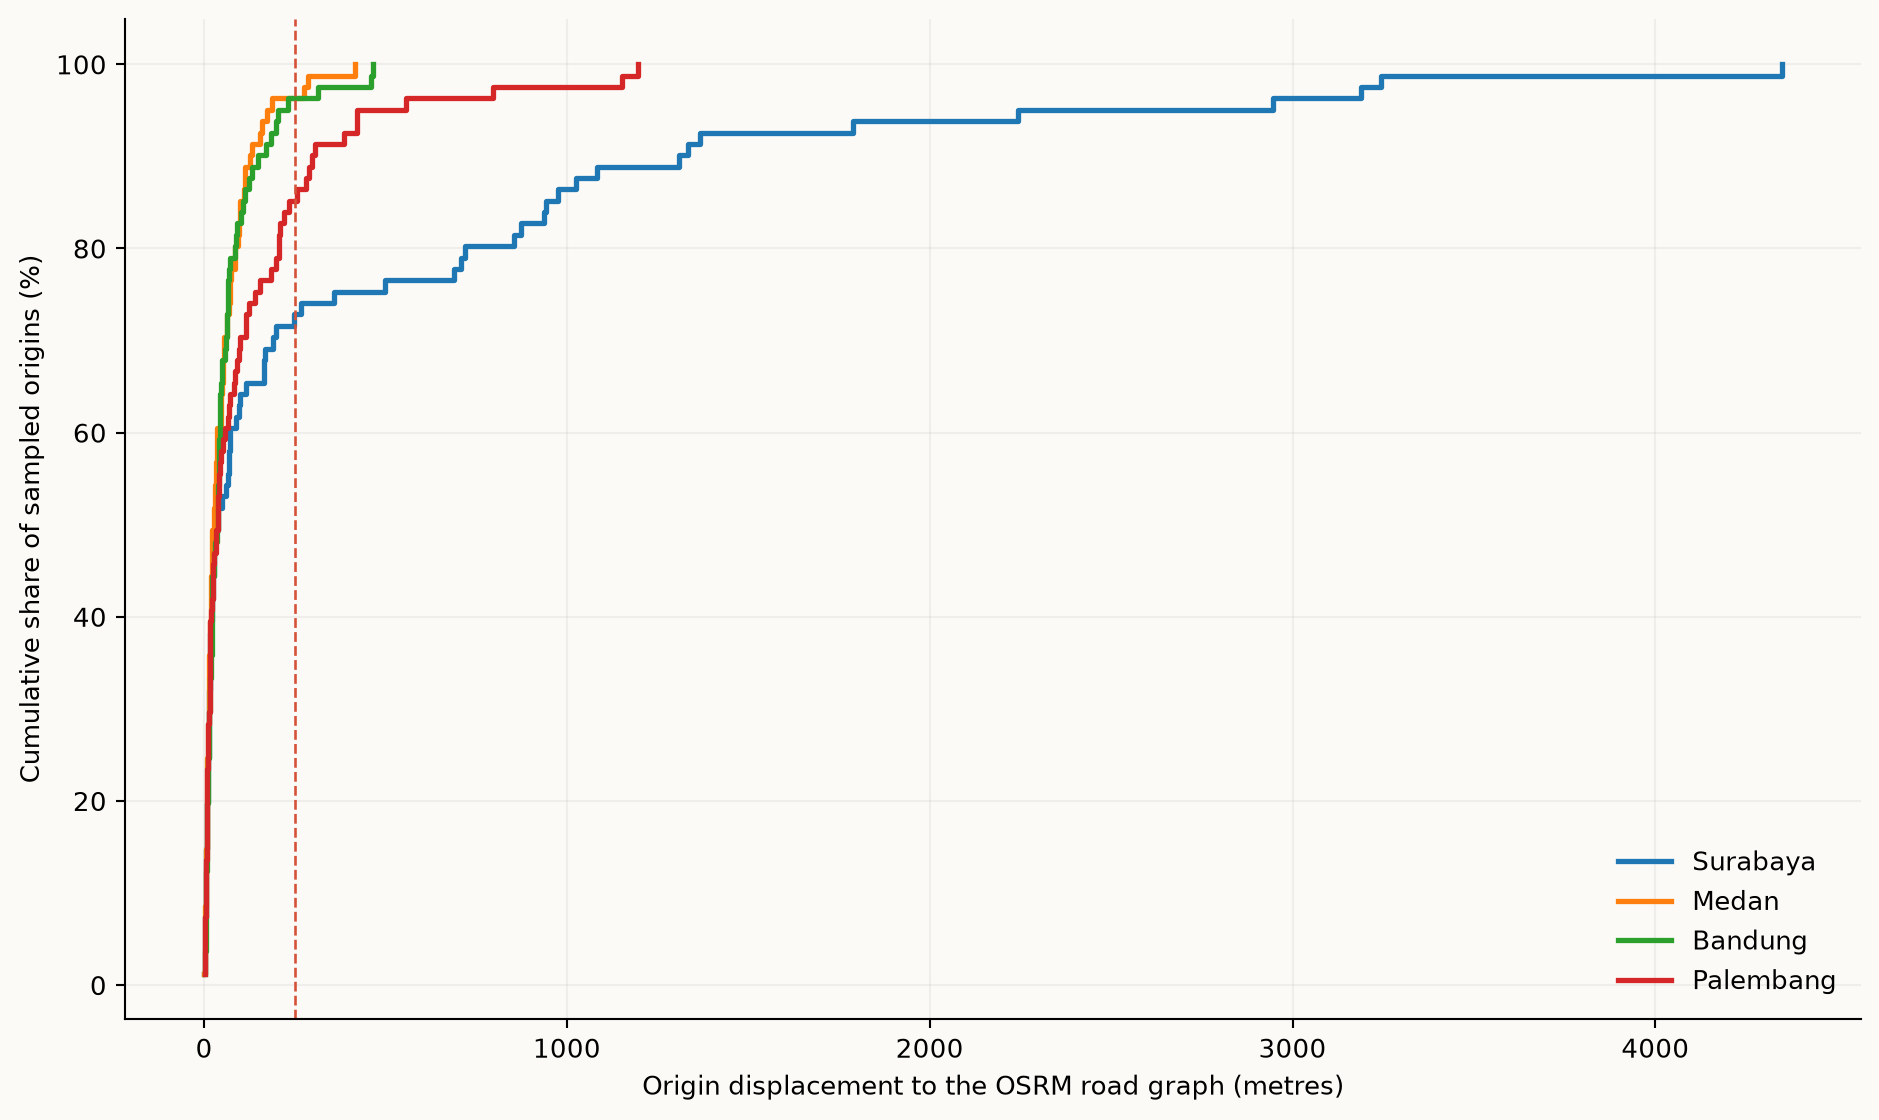 Cumulative share of sampled origins (%)
100
80
60
40
20
0
0 1000 2000 3000 4000
Origin displacement to the OSRM road graph (metres)
Surabaya
Medan
Bandung
Palembang